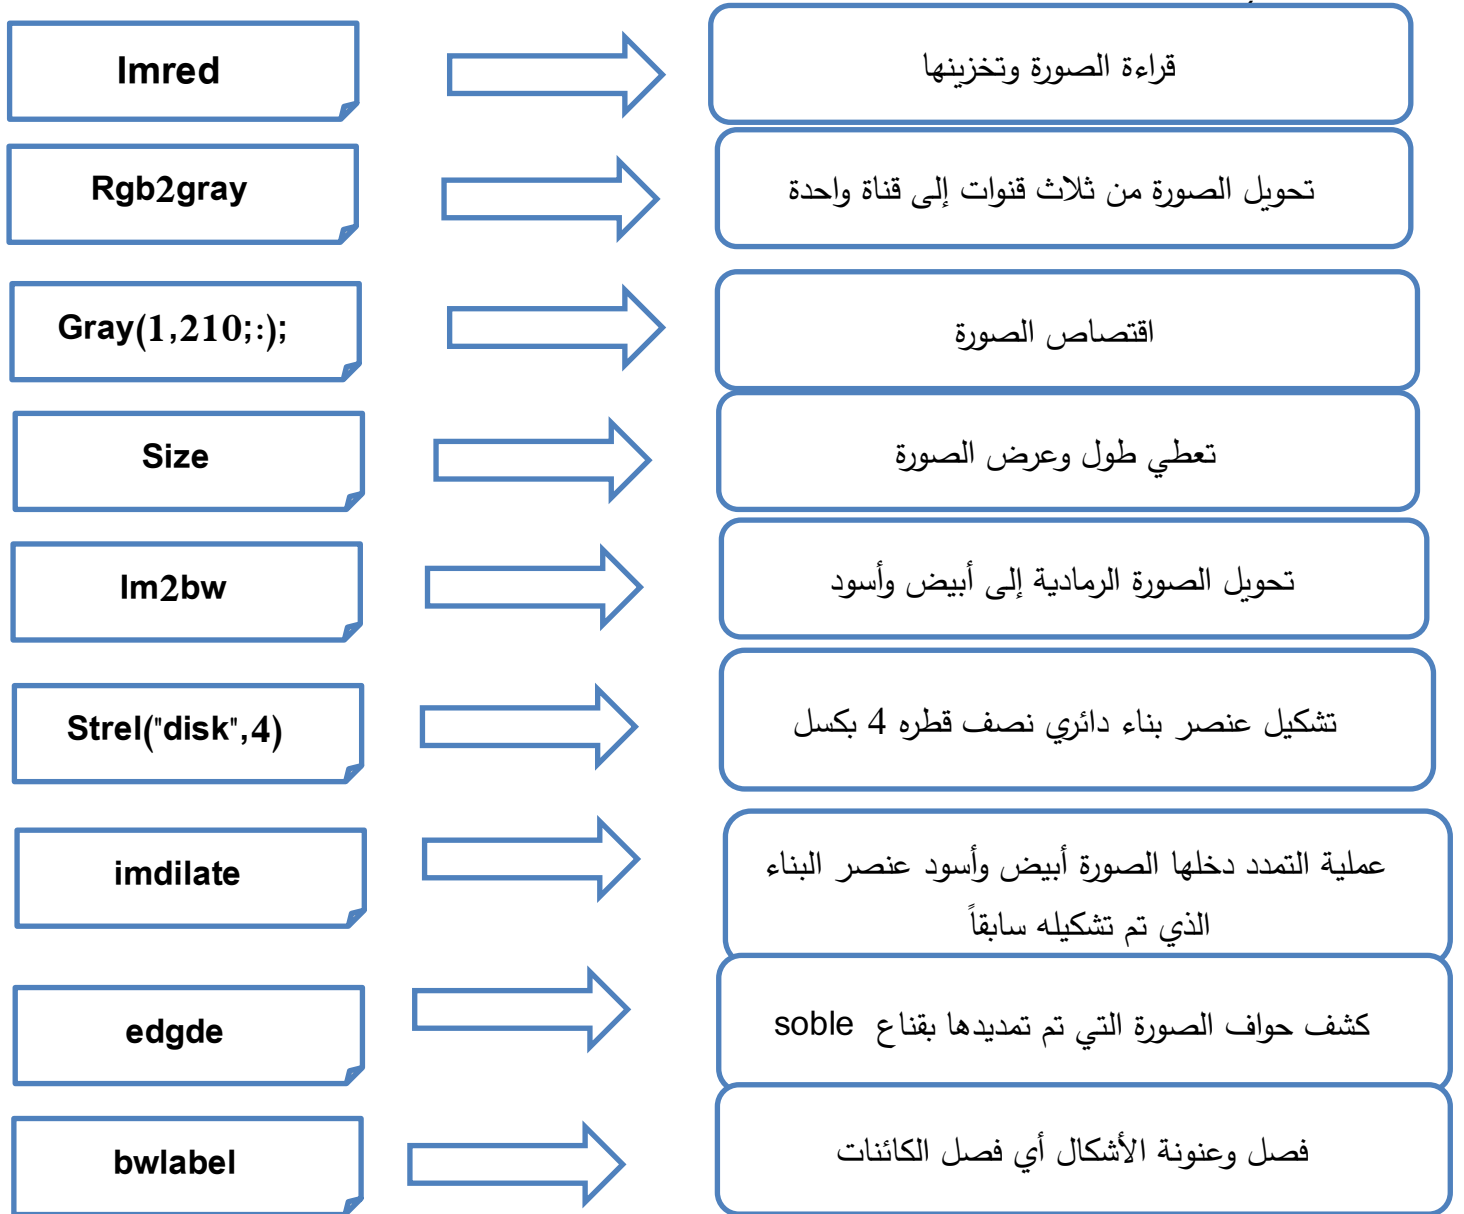 Imred
قراءة الصورة وتخزينها
Rgb2gray
تحويل الصورة من ثلاث قنوات إلى قناة واحدة
Gray(1,210;:);
اقتصاص الصورة
Size
تعطي طول وعرض الصورة
Im2bw
تحويل الصورة الرمادية إلى أبيض وأسود
Strel("disk",4)
تشكيل عنصر بناء دائري نصف قطره 4 بكسل
imdilate
عملية التمدد دخلها الصورة أبيض وأسود عنصر البناء
الذي تم تشكيله سابقاً
edgde
كشف حواف الصورة التي تم تمديدها بقناع soble
bwlabel
فصل وعنونة الأشكال أي فصل الكائنات